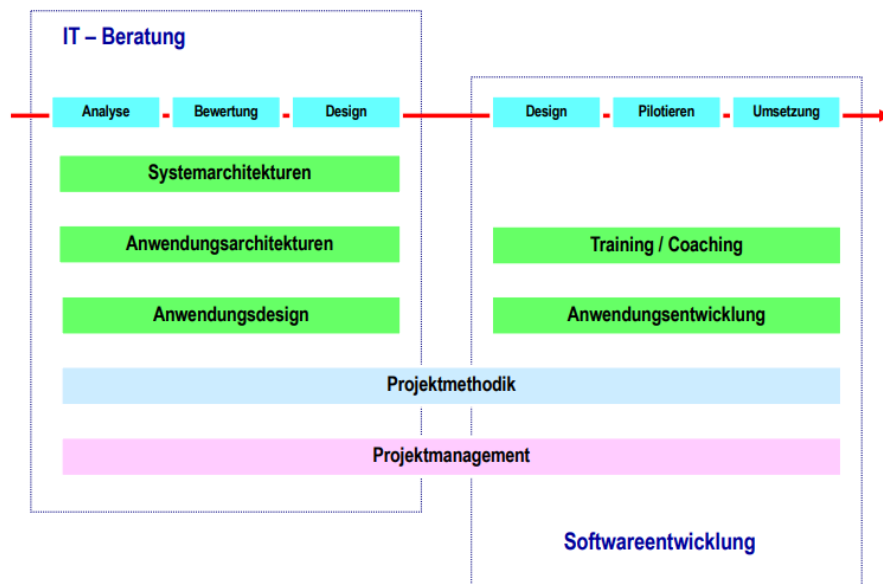 IT – Beratung
Analyse
Bewertung
Design
Design
Pilotieren
Umsetzung
Systemarchitekturen
Anwendungsarchitekturen
Training / Coaching
Anwendungsdesign
Anwendungsentwicklung
Projektmethodik
Projektmanagement
Softwareentwicklung